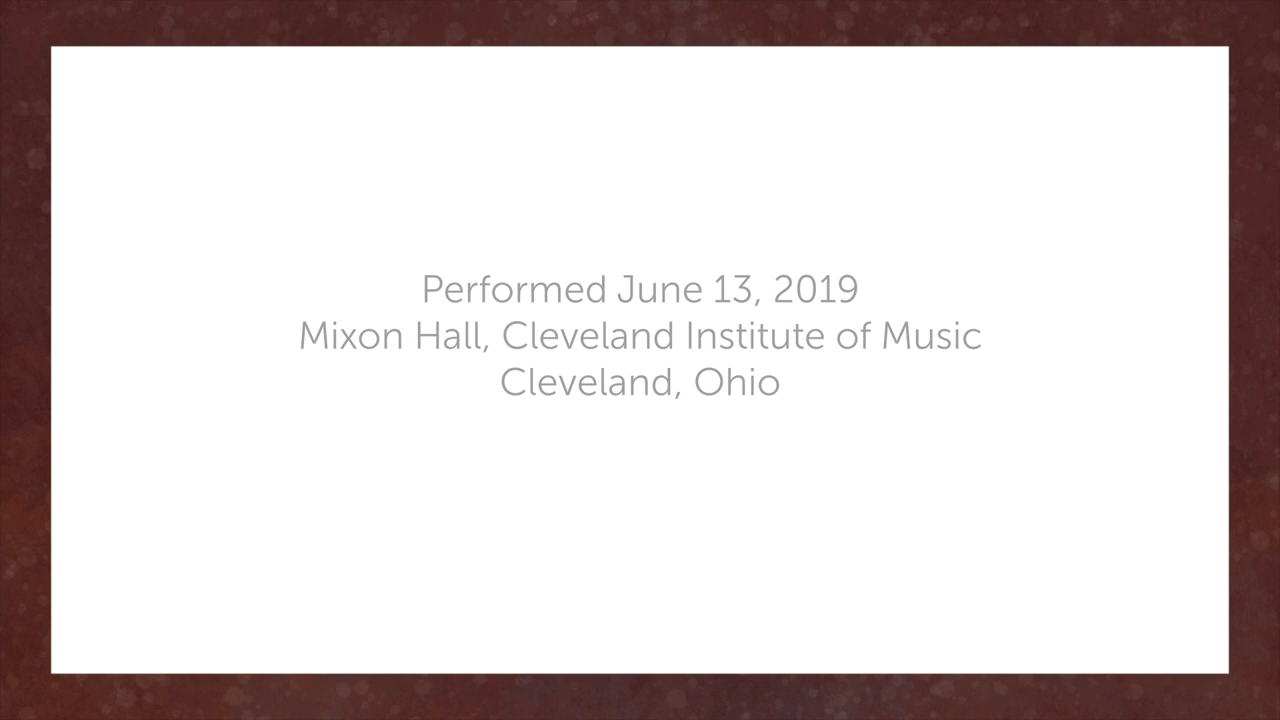 Performed June 13, 2019
Mixon Hall, Cleveland Institute of Music
Cleveland, Ohio